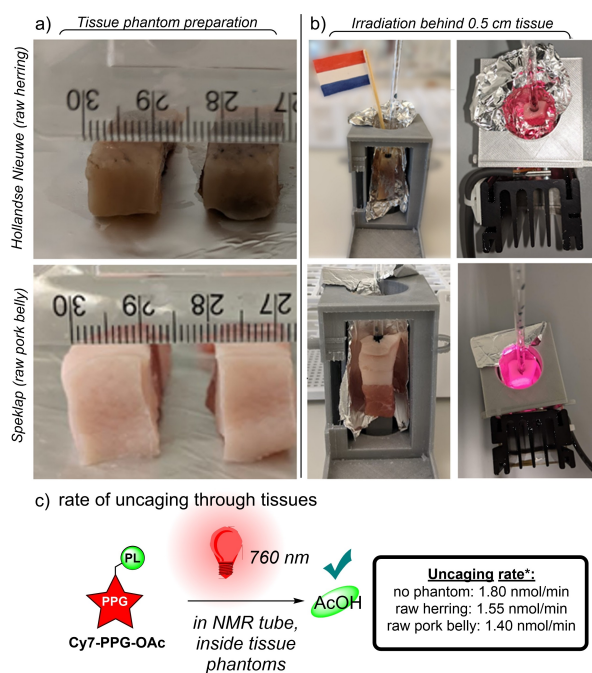 a) Tissue phantom preparation
b) Irradiation behind 0.5 cm tissue
Hollandse Nieuwe (raw herring)
30 29 28 27
Speklap (raw pork belly)
30 29 28 27
c) rate of uncaging through tissues
PL
PPG
Cy7-PPG-OAc
760 nm
in NMR tube,
inside tissue
phantoms
AcOH
Uncaging rate*:
no phantom: 1.80 nmol/min
raw herring: 1.55 nmol/min
raw pork belly: 1.40 nmol/min